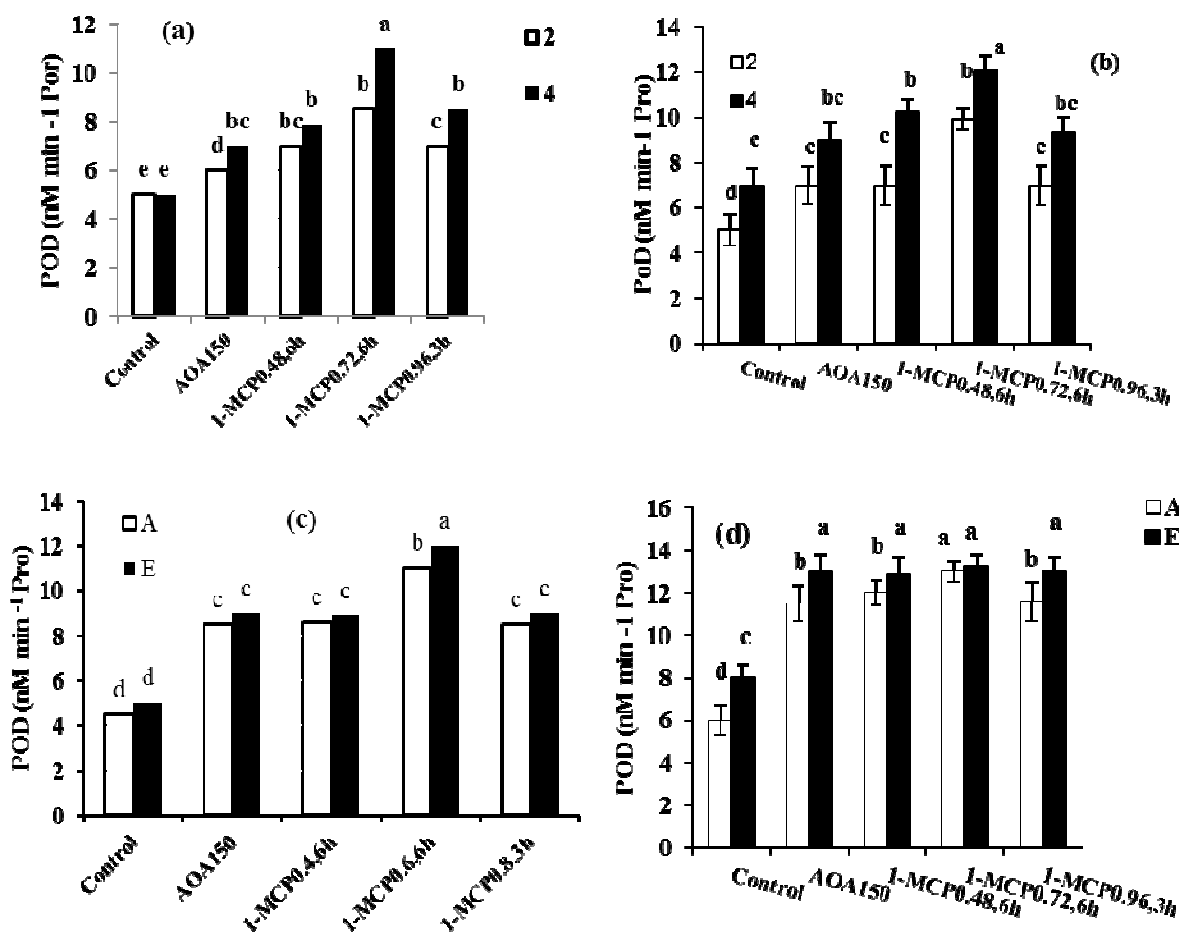 (a)
12
10
8
6
4
2
0
POD (nM min -1 Por)
2
4
e e d bc bc b b a c b
Control
AOA150
1-MCP0.48,6h
1-MCP0.72,6h
1-MCP0.96,3h
(b)
14
12
10
8
6
4
2
0
PoD (nM min- 1 Pro)
2
4
d c c bc c b b a c bc
Control
AOA150
1-MCP0.48,6h
1-MCP0.72,6h
1-MCP0.96,3h
(c)
14
12
10
8
6
4
2
0
POD (nM min -1 Pro)
A
E
d d c c c c b a c c
Control
AOA150
1-MCP0.4,6h
1-MCP0.6,6h
1-MCP0.8,3h
(d)
16
14
12
10
8
6
4
2
0
POD (nM min -1 Pro)
A
E
d c b a b a a a b a
Control
AOA150
1-MCP0.48,6h
1-MCP0.72,6h
1-MCP0.96,3h